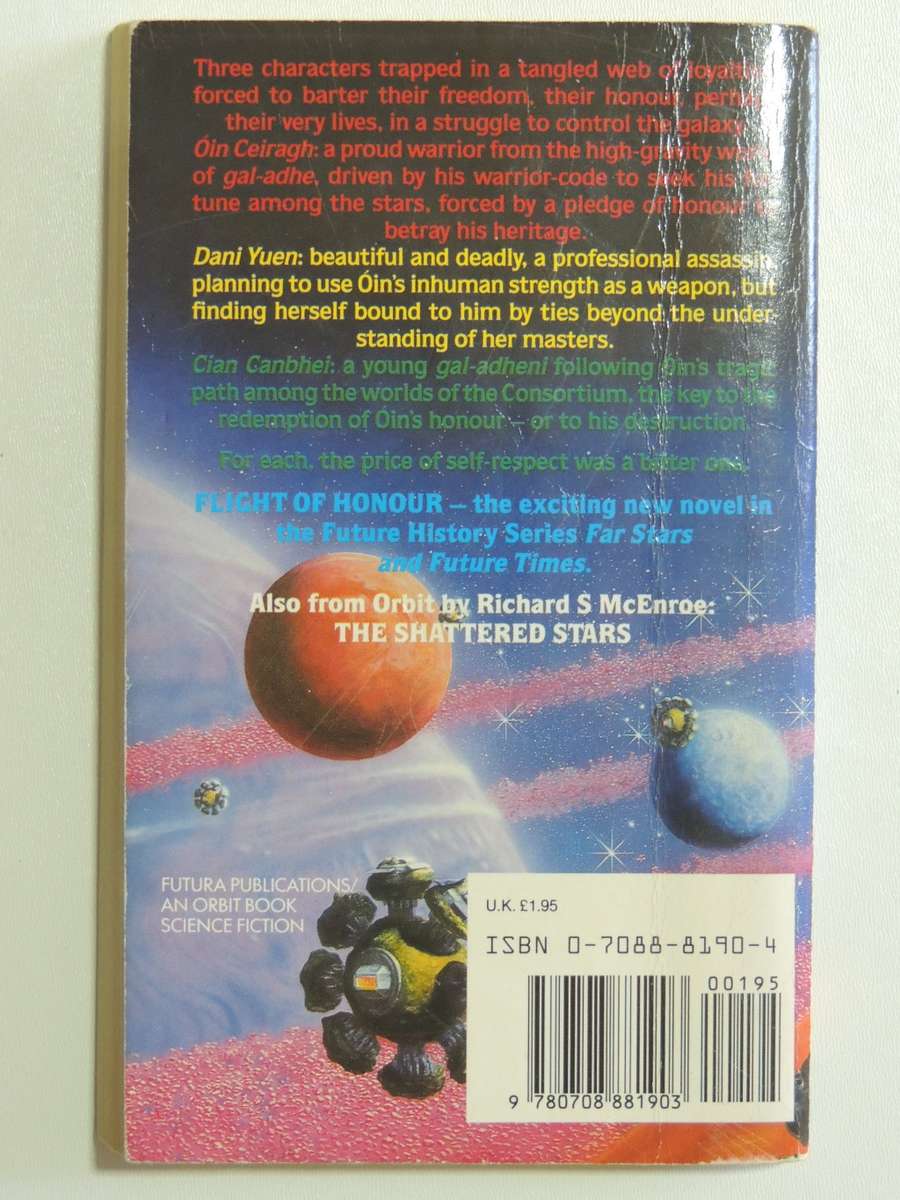 Three characters trapped in a tangled web of loyalties,
forced to barter their freedom, their honour, perhaps
their very lives, in a struggle to control the galaxy.
Óin Ceiragh: a proud warrior from the high-gravity world
of gal-adhe, driven by his warrior-code to seek his
tune among the stars, forced by a pledge of honour to
betray his heritage.
Dani Yuen: beautiful and deadly, a professional assassin,
planning to use Óin's inhuman strength as a weapon, but
finding herself bound to him by ties beyond the under-
standing of her masters.
Cian Canbhei: a young gal-adheni following Óin's tragic
path among the worlds of the Consortium, the key to the
redemption of Óin's honour – or to his destruction.
For each, the price of self-respect was a bitter one.
FLIGHT OF HONOUR – the exciting new novel in
the Future History Series Far Stars
and Future Times.
Also from Orbit by Richard S McEnroe:
THE SHATTERED STARS
FUTURA PUBLICATIONS/
AN ORBIT BOOK
SCIENCE FICTION
U.K. £1.95
ISBN 0-7088-8190-4
00195
9 780708 881903